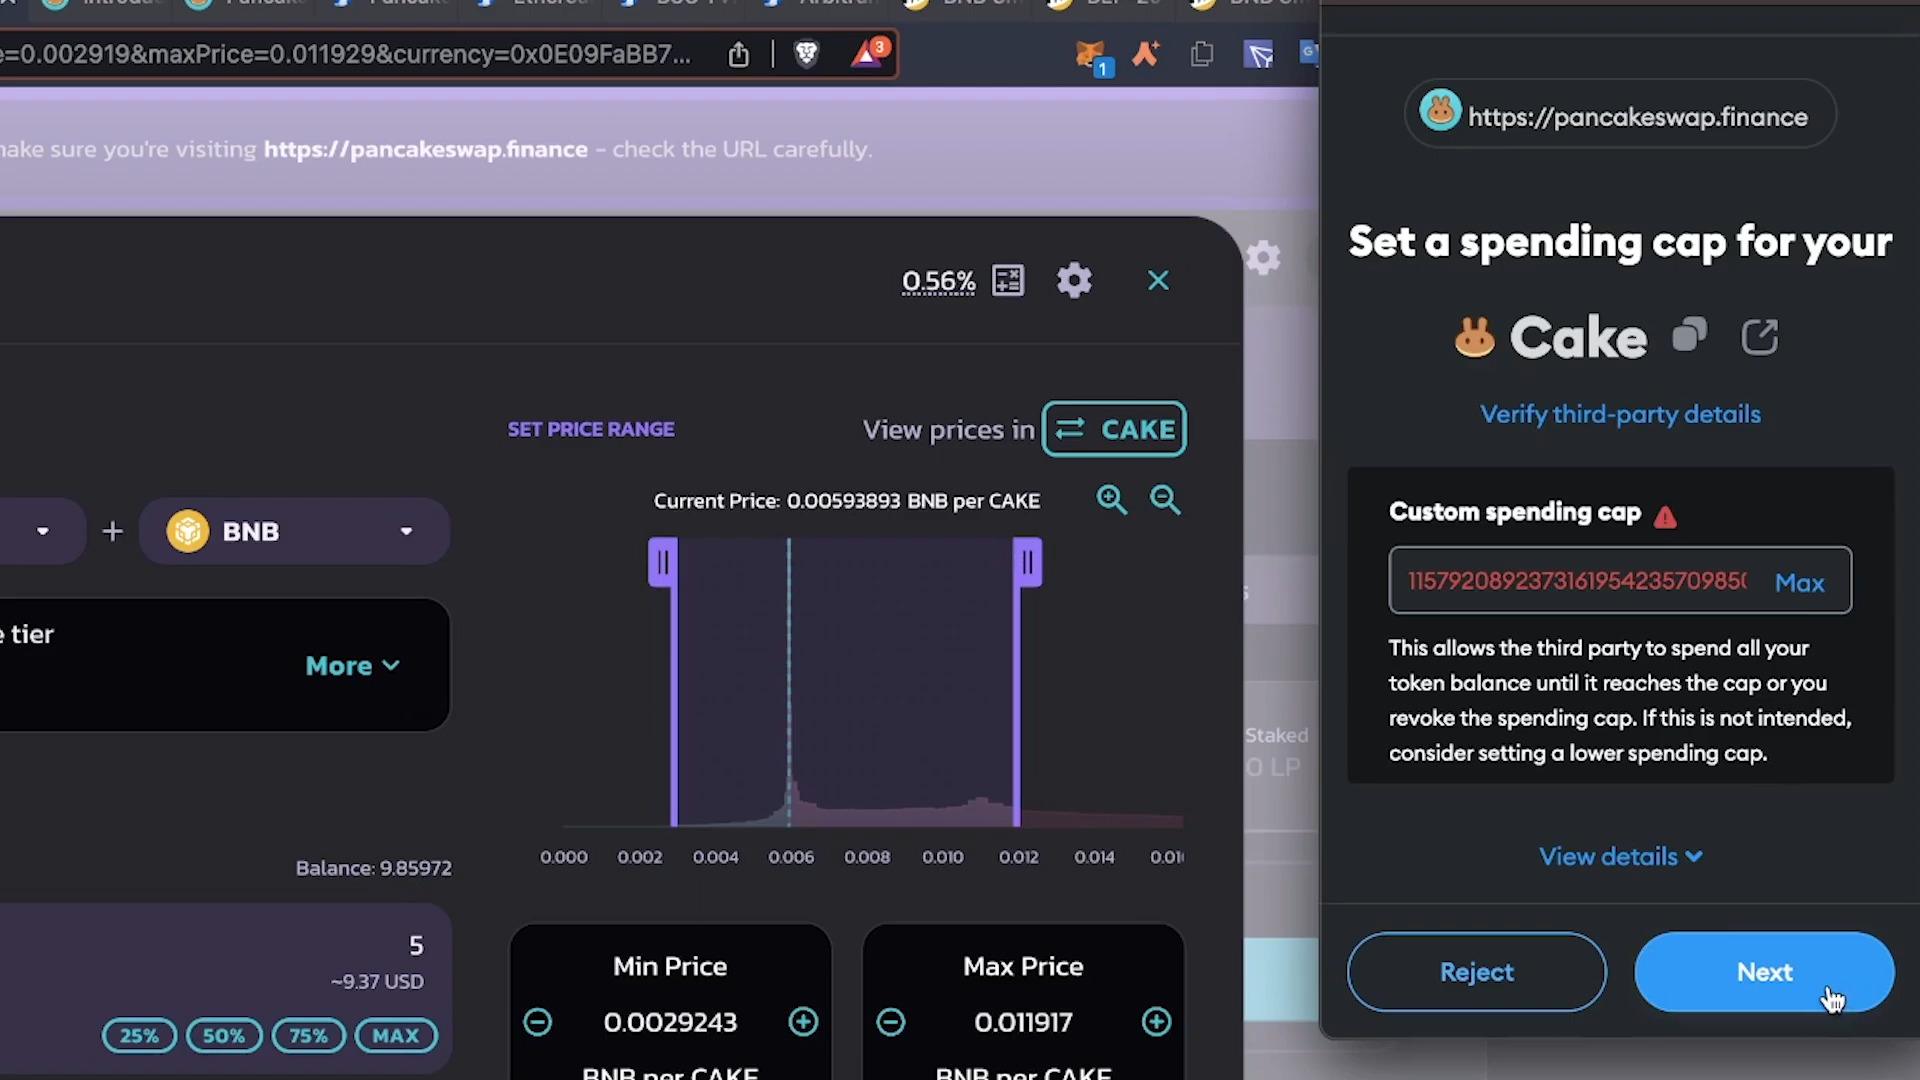 e=0.002919&maxPrice=0.011929&currency=0x0E09FaBB7...
3
1
G
make sure you're visiting https://pancakeswap.finance - check the URL carefully.
0.56%
SET PRICE RANGE
View prices in
CAKE
Current Price: 0.00593893 BNB per CAKE
+
BNB
e tier
More
0.000 0.002 0.004 0.006 0.008 0.010 0.012 0.014 0.01
Balance: 9.85972
5
~9.37 USD
25% 50% 75% MAX
Min Price
0.0029243
BNB per CAKE
Max Price
0.011917
BNB per CAKE
Staked
0 LP
https://pancakeswap.finance
Set a spending cap for your
Cake
Verify third-party details
Custom spending cap
1157920892373161954235709850
Max
This allows the third party to spend all your
token balance until it reaches the cap or you
revoke the spending cap. If this is not intended,
consider setting a lower spending cap.
View details
Reject
Next